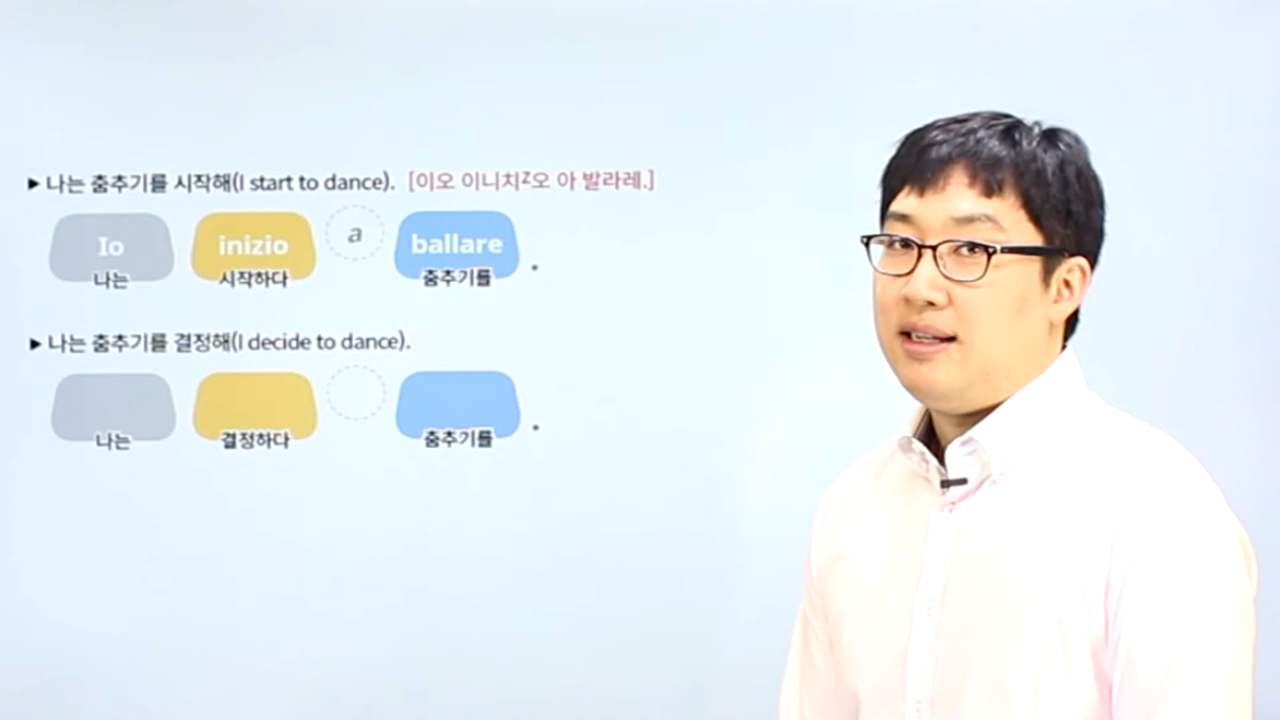 ▶ 나는 춤추기를 시작해(I start to dance). [이오 이니치z오 아 발라레.]
Io inizio a ballare .
나는 시작하다 춤추기를
▶ 나는 춤추기를 결정해(I decide to dance).
.
나는 결정하다 춤추기를